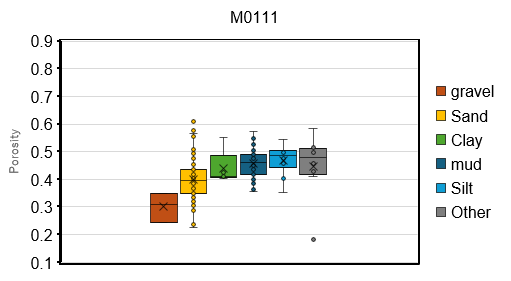 M0111
Porosity
0.9
0.8
0.7
0.6
0.5
0.4
0.3
0.2
0.1
gravel
Sand
Clay
mud
Silt
Other